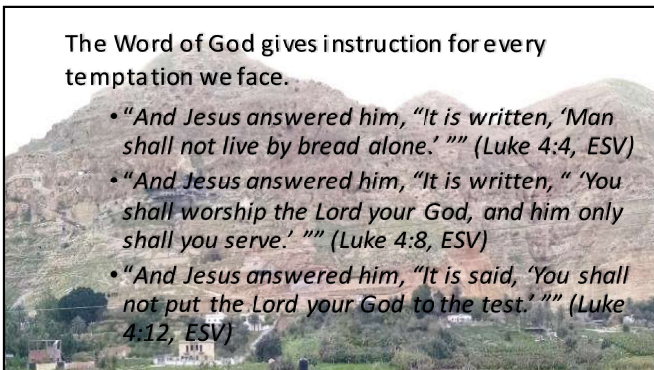 The Word of God gives instruction for every
temptation we face.
• "And Jesus answered him, "It is written, 'Man
shall not live by bread alone.' "" (Luke 4:4, ESV)
• "And Jesus answered him, "It is written, " 'You
shall worship the Lord your God, and him only
shall you serve.' "" (Luke 4:8, ESV)
• "And Jesus answered him, "It is said, 'You shall
not put the Lord your God to the test.' "" (Luke
4:12, ESV)